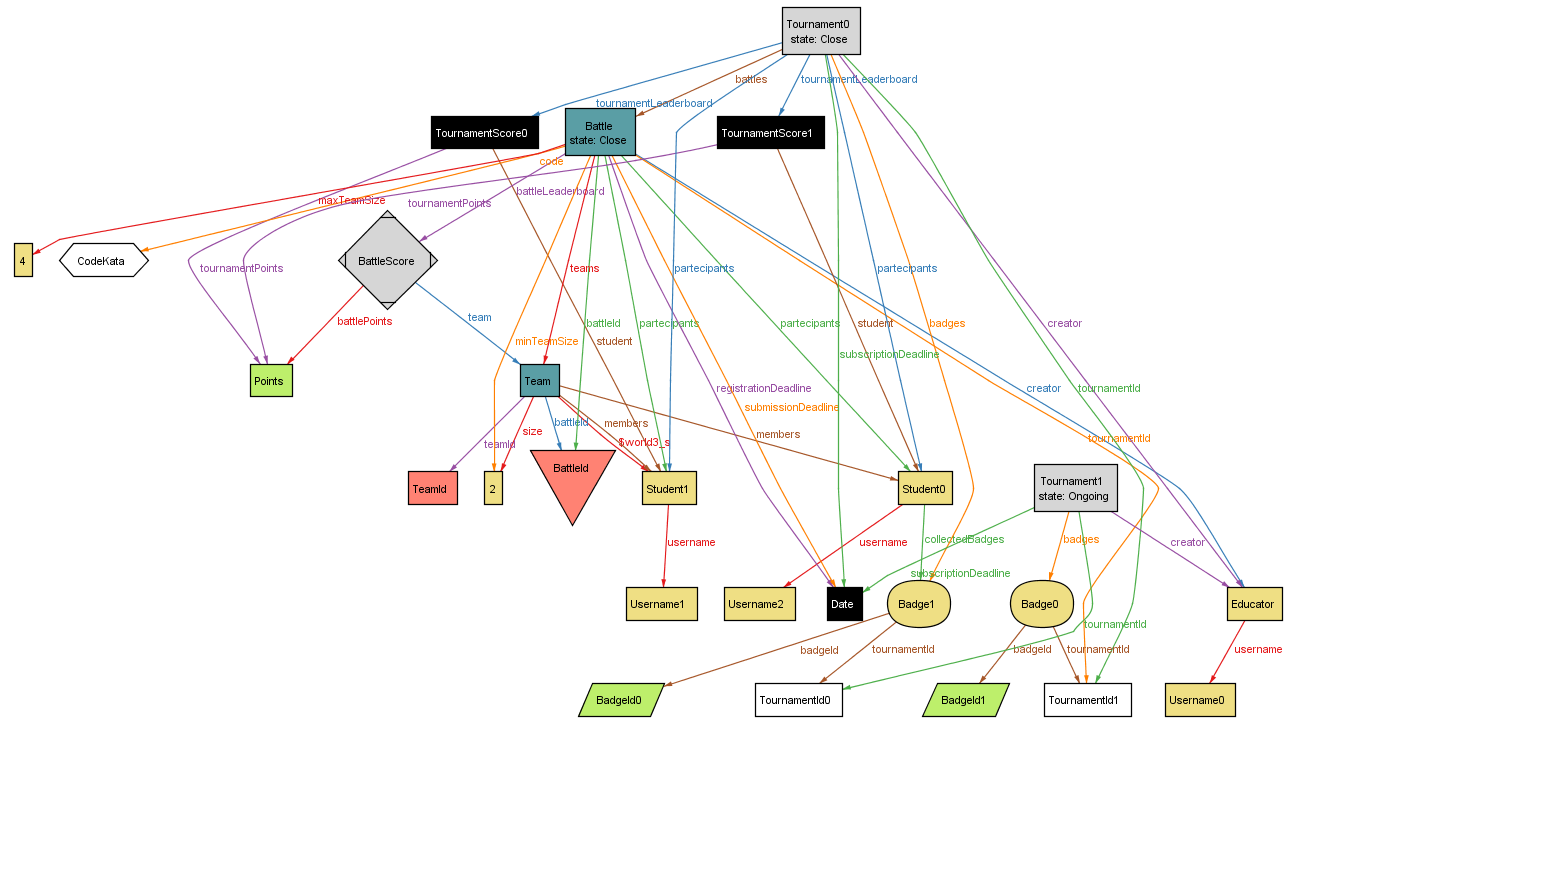 Tournament0
state: Close
battles
tournamentLeaderboard
tournamentLeaderboard
TournamentScore0
Battle
state: Close
TournamentScore1
code
battleLeaderboard
maxTeamSize
tournamentPoints
4
CodeKata
BattleScore
tournamentPoints
teams
partecipants
partecipants
battlePoints
team
battleId
partecipants
partecipants
student
badges
creator
minTeamSize
student
subscriptionDeadline
Points
Team
registrationDeadline
creator
tournamentId
submissionDeadline
teamId
size
battleId
members
$world3_s
members
tournamentId
TeamId
2
BattleId
Student1
Student0
Tournament1
state: Ongoing
username
username
collectedBadges
badges
creator
subscriptionDeadline
Username1
Username2
Date
Badge1
Badge0
Educator
tournamentId
badgeId
tournamentId
badgeId
tournamentId
username
BadgeId0
TournamentId0
BadgeId1
TournamentId1
Username0